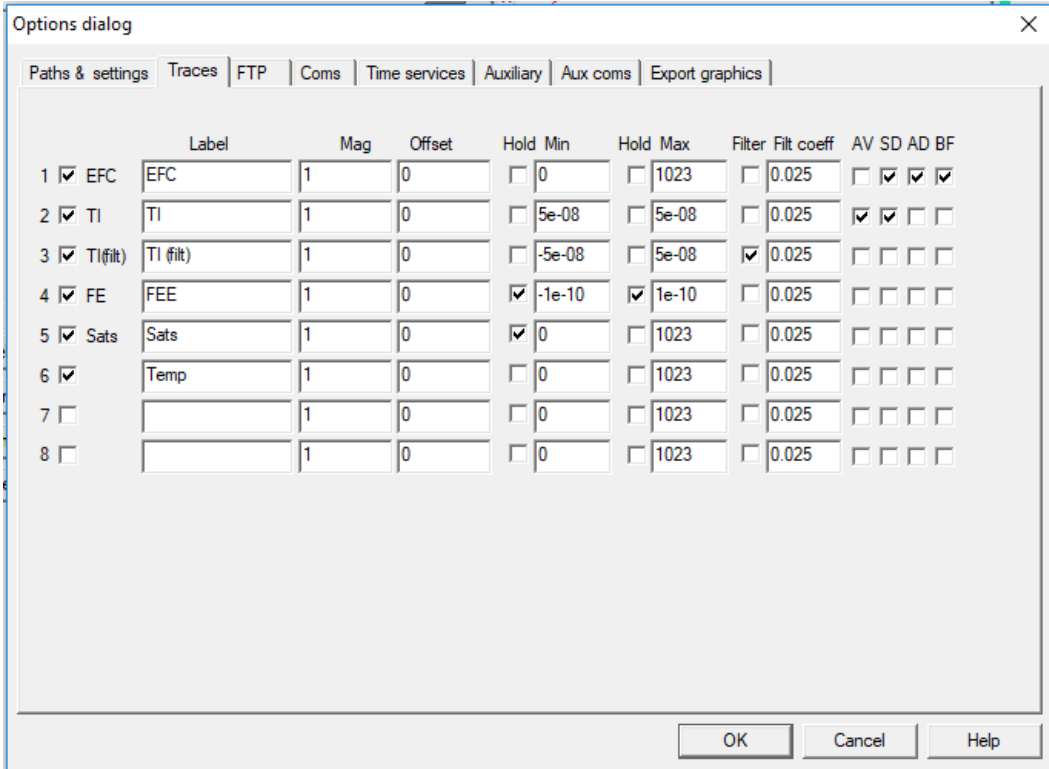 Options dialog
Paths & settings Traces FTP Coms Time services Auxiliary Aux coms Export graphics
Label Mag Offset Hold Min Hold Max Filter Filt coeff AV SD AD BF
1 EFC EFC 1 0 0 1023 0.025
2 TI TI 1 0 5e-08 5e-08 0.025
3 TI(filt) TI (filt) 1 0 -5e-08 5e-08 0.025
4 FE FEE 1 0 -1e-10 1e-10 0.025
5 Sats Sats 1 0 0 1023 0.025
6 Temp 1 0 0 1023 0.025
7 1 0 0 1023 0.025
8 1 0 0 1023 0.025
OK Cancel Help